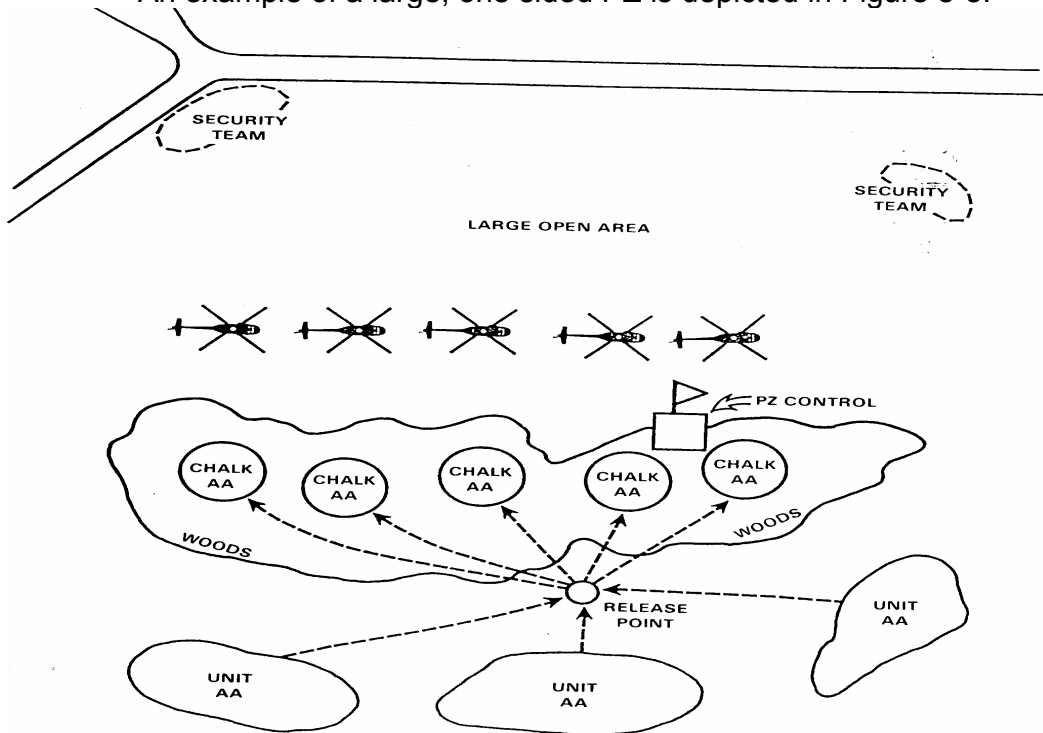 An example of a large, one-sided PZ is depicted in Figure
SECURITY
TEAM
SECURITY
TEAM
LARGE OPEN AREA
PZ CONTROL
CHALK
AA
CHALK
AA
CHALK
AA
CHALK
AA
CHALK
AA
WOODS
WOODS
RELEASE
POINT
UNIT
AA
UNIT
AA
UNIT
AA